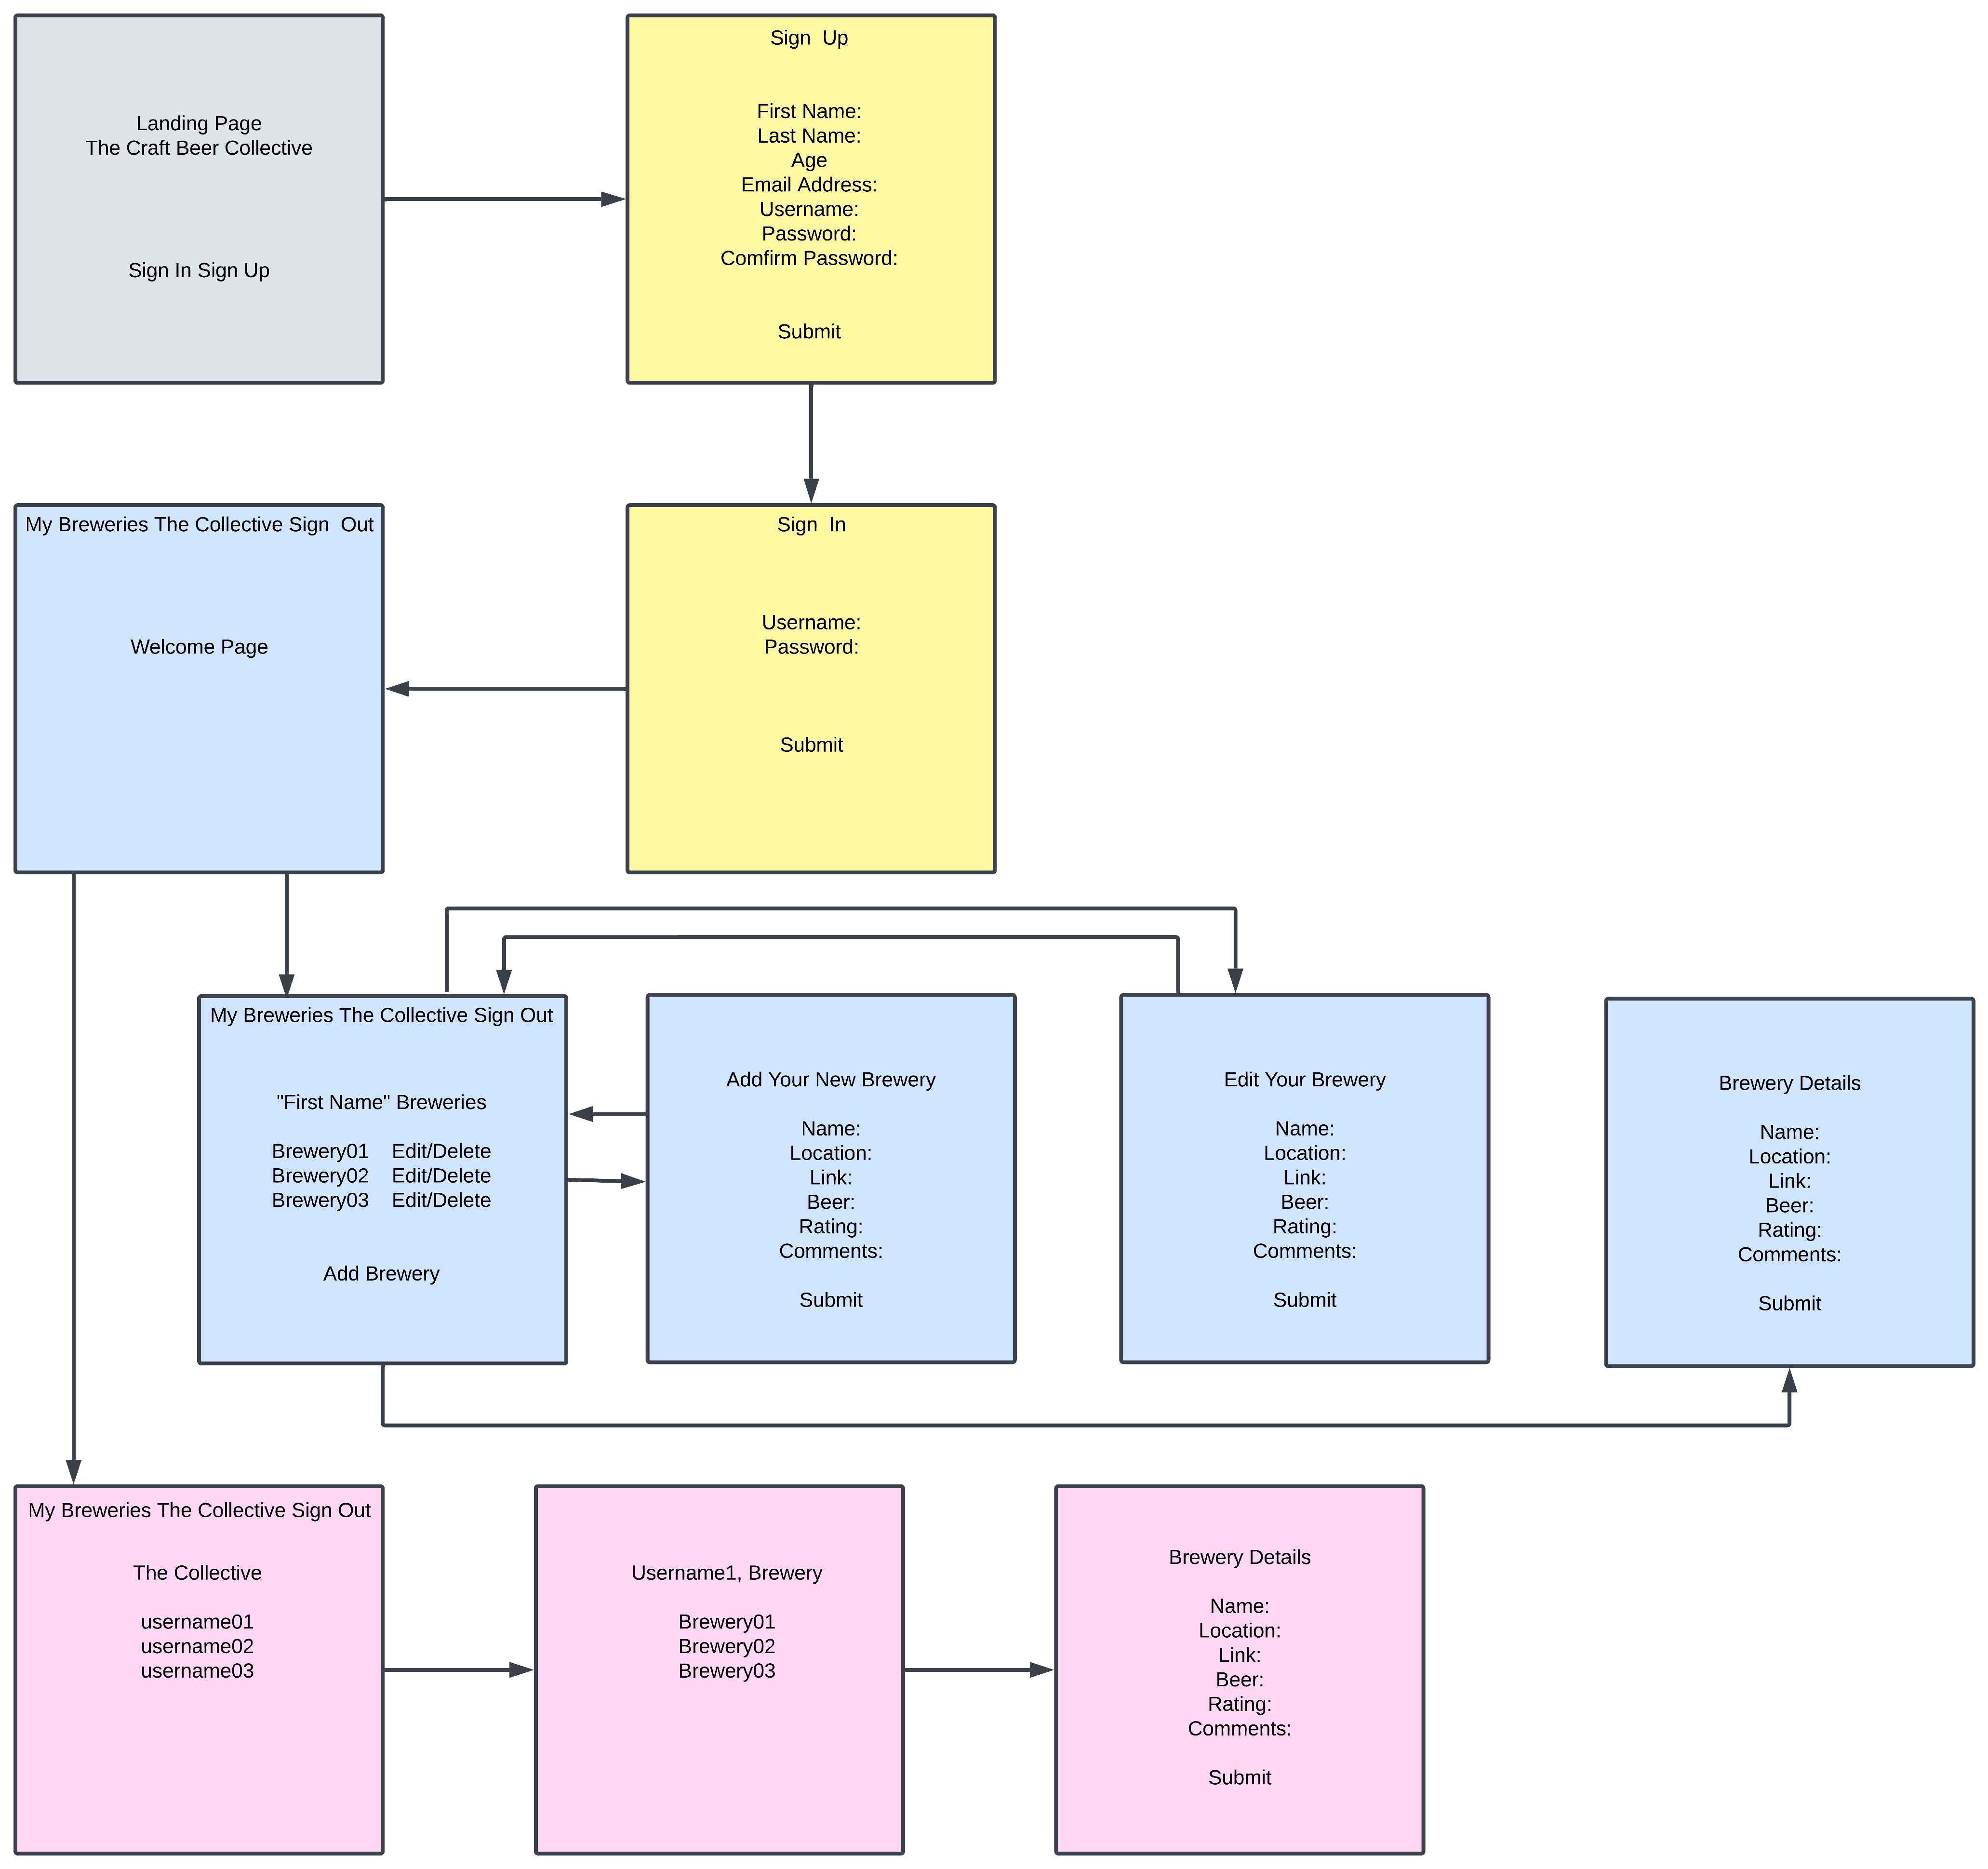 Landing Page
The Craft Beer Collective
Sign In Sign Up
Sign  Up
First Name:
Last Name:
Age
Email Address:
Username:
Password:
Comfirm Password:
Submit
My Breweries The Collective Sign  Out
Welcome Page
Sign  In
Username:
Password:
Submit
My Breweries The Collective Sign Out
"First Name" Breweries
Brewery01    Edit/Delete
Brewery02    Edit/Delete
Brewery03    Edit/Delete
Add Brewery
Add Your New Brewery
Name:
Location:
Link:
Beer:
Rating:
Comments:
Submit
Edit Your Brewery
Name:
Location:
Link:
Beer:
Rating:
Comments:
Submit
Brewery Details
Name:
Location:
Link:
Beer:
Rating:
Comments:
Submit
My Breweries The Collective Sign Out
The Collective
username01
username02
username03
Username1, Brewery
Brewery01
Brewery02
Brewery03
Brewery Details
Name:
Location:
Link:
Beer:
Rating:
Comments:
Submit